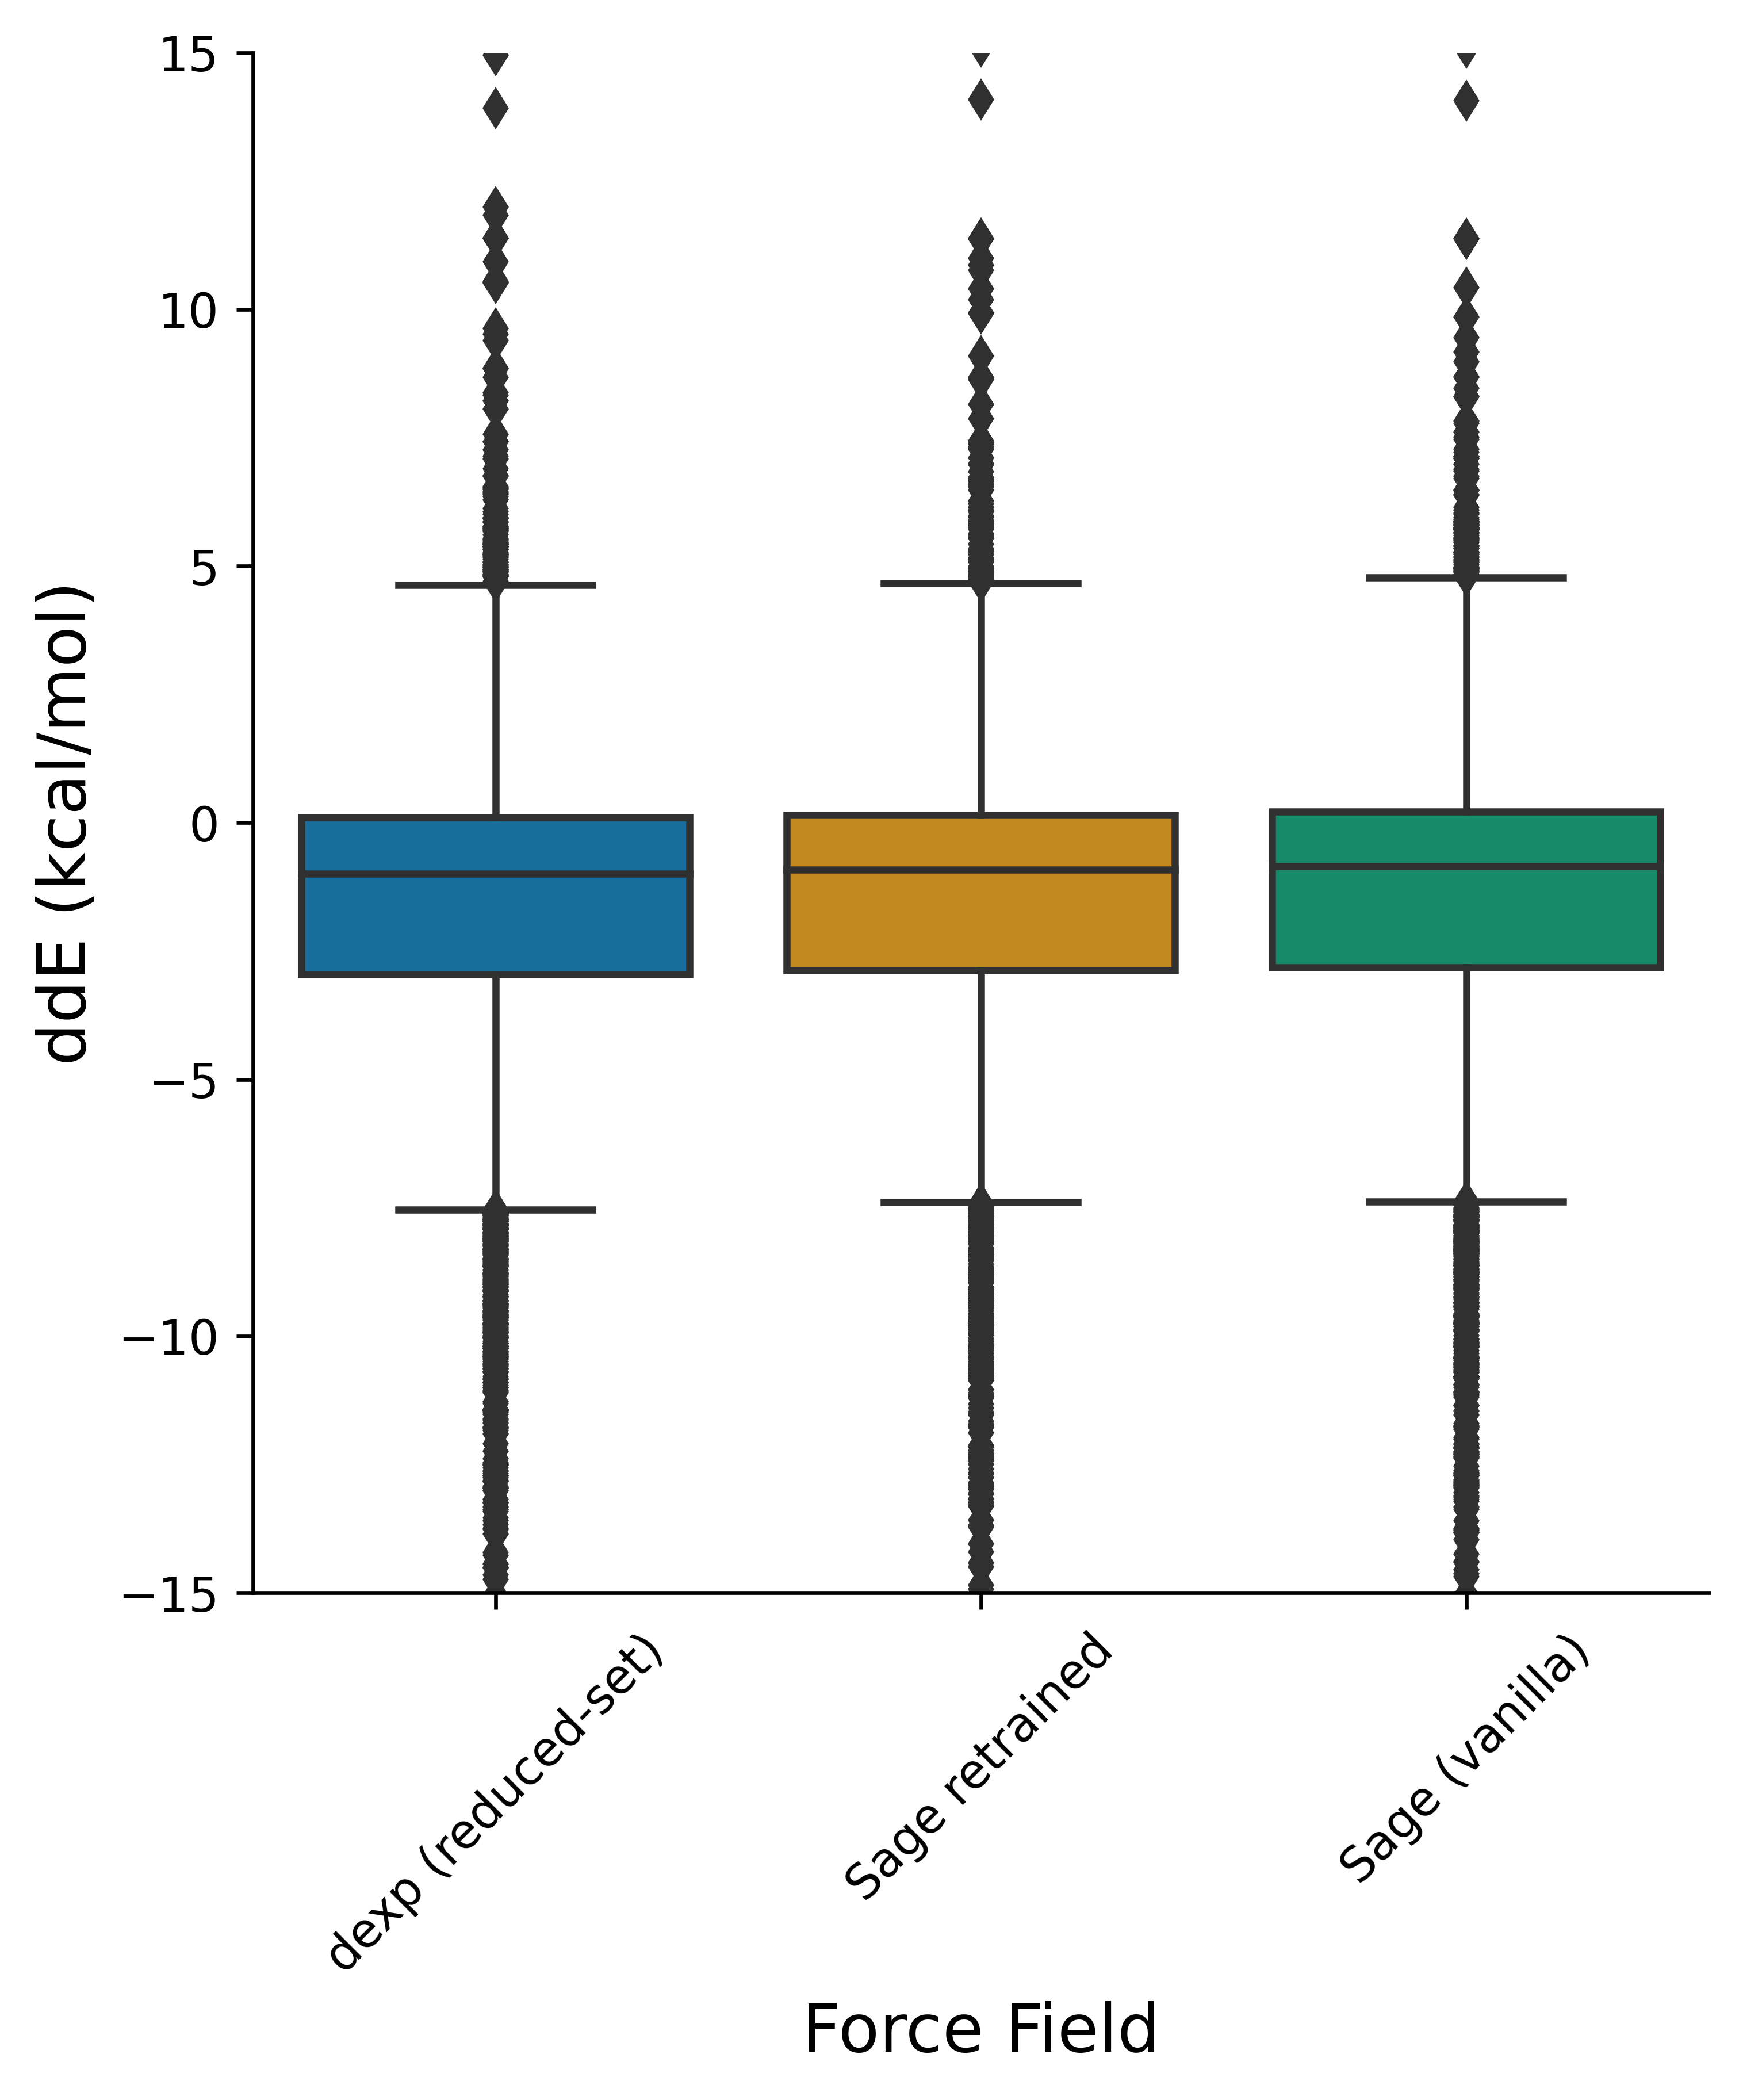 15
10
5
0
−5
−10
−15
ddE (kcal/mol)
dexp (reduced-set)
Sage retrained
Sage (vanilla)
Force Field